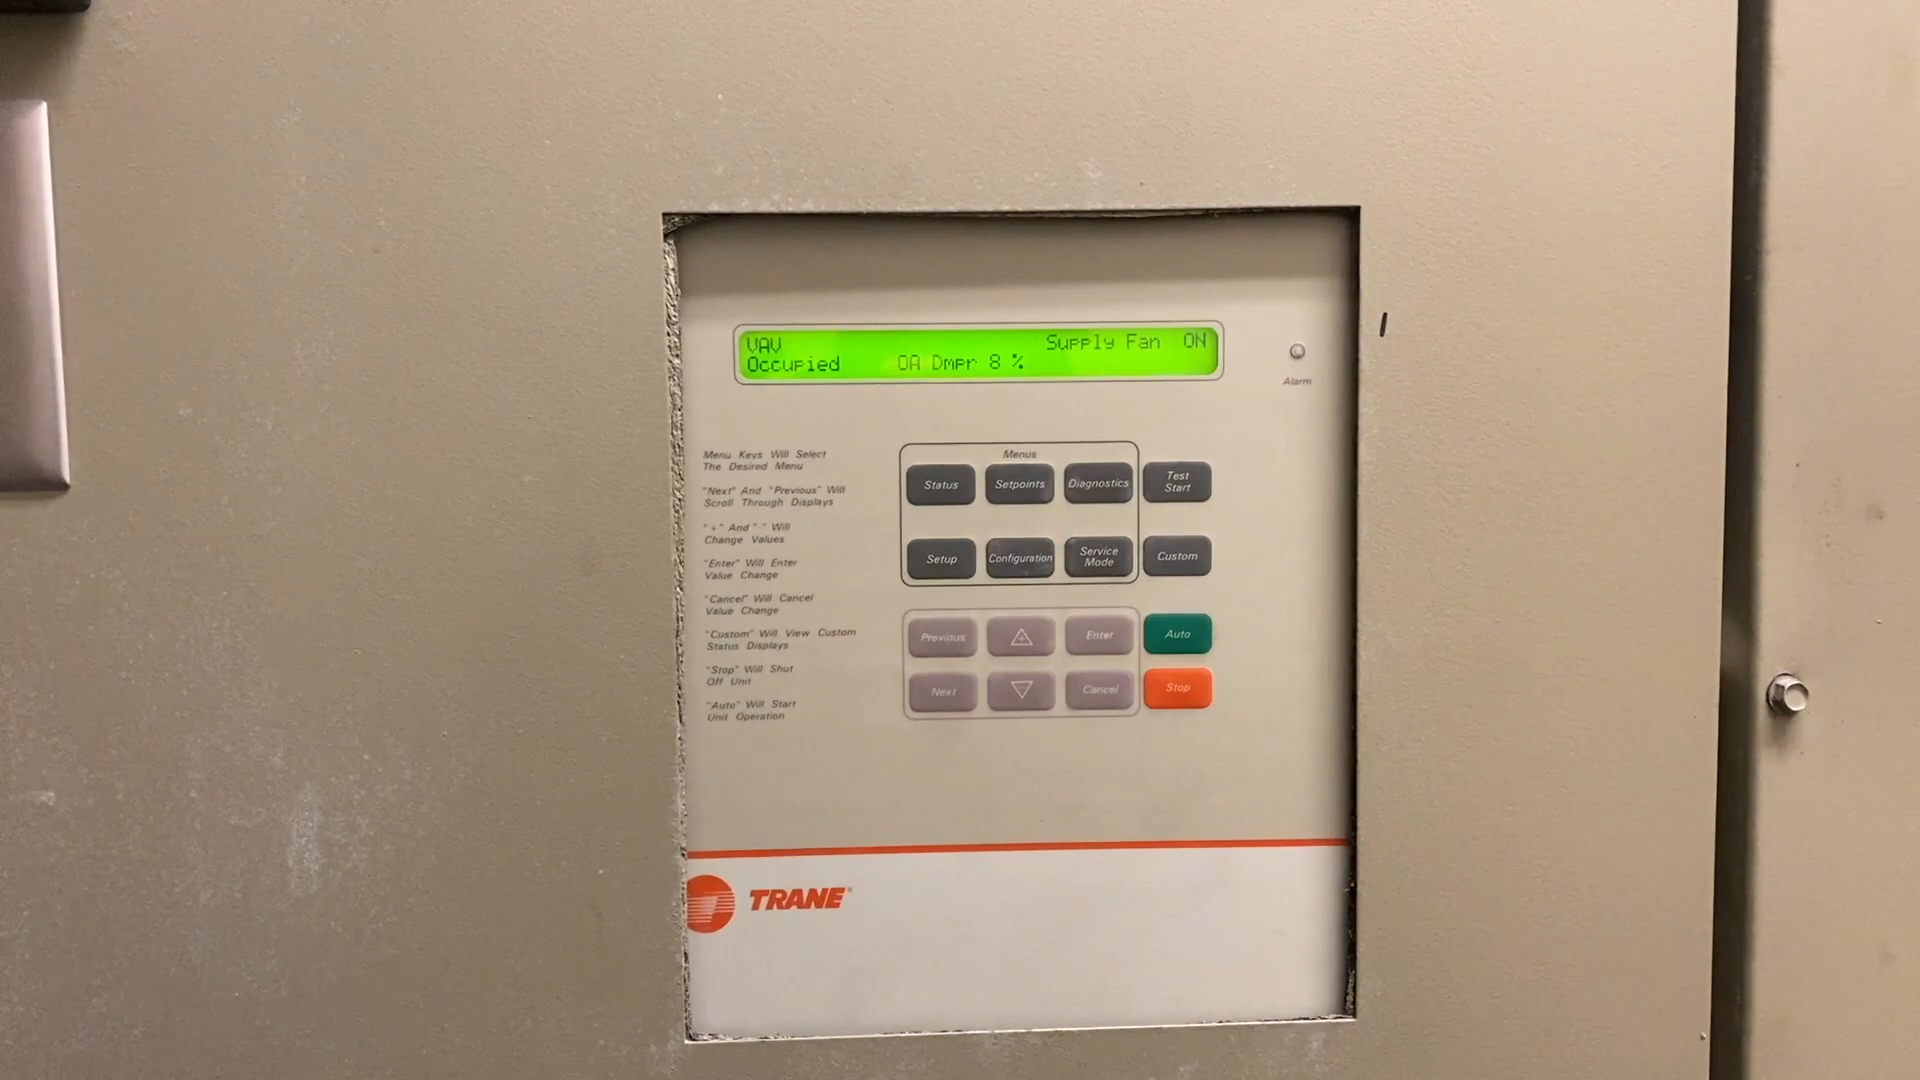 VAV Supply Fan ON
Occupied OA Dmpr 8 %
Alarm
Menu Keys Will Select
The Desired Menu
"Next" And "Previous" Will
Scroll Through Displays
"+" And "-" Will
Change Values
"Enter" Will Enter
Value Change
"Cancel" Will Cancel
Value Change
"Custom" Will View Custom
Status Displays
"Stop" Will Shut
Off Unit
"Auto" Will Start
Unit Operation
Menus
Status Setpoints Diagnostics Test Start
Setup Configuration Service Mode Custom
Previous + Enter Auto
Next - Cancel Stop
TRANE®